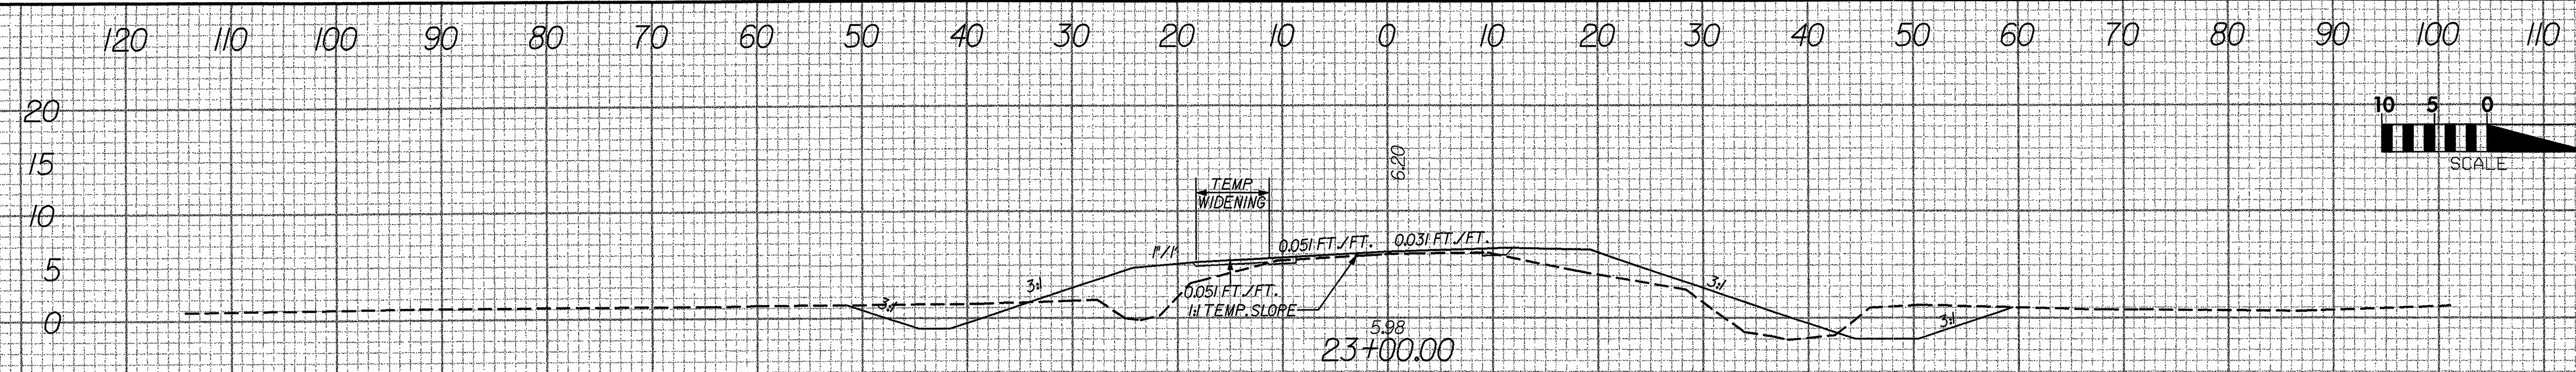 120 110 100 90 80 70 60 50 40 30 20 10 0 10 20 30 40 50 60 70 80 90 100 110
20
10 5 0
SCALE
15
6.20
TEMP.
WIDENING
10
1"/1'
0.051 FT./FT.
0.031 FT./FT.
5
3:1
3:1
3:1
3:1
0.051 FT./FT.
1:1 TEMP. SLOPE
0
5.98
23+00.00